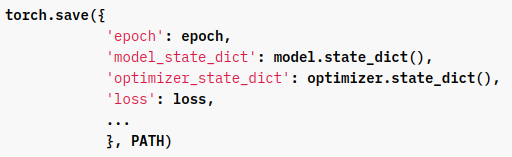 torch.save({
            'epoch': epoch,
            'model_state_dict': model.state_dict(),
            'optimizer_state_dict': optimizer.state_dict(),
            'loss': loss,
            ...
            }, PATH)